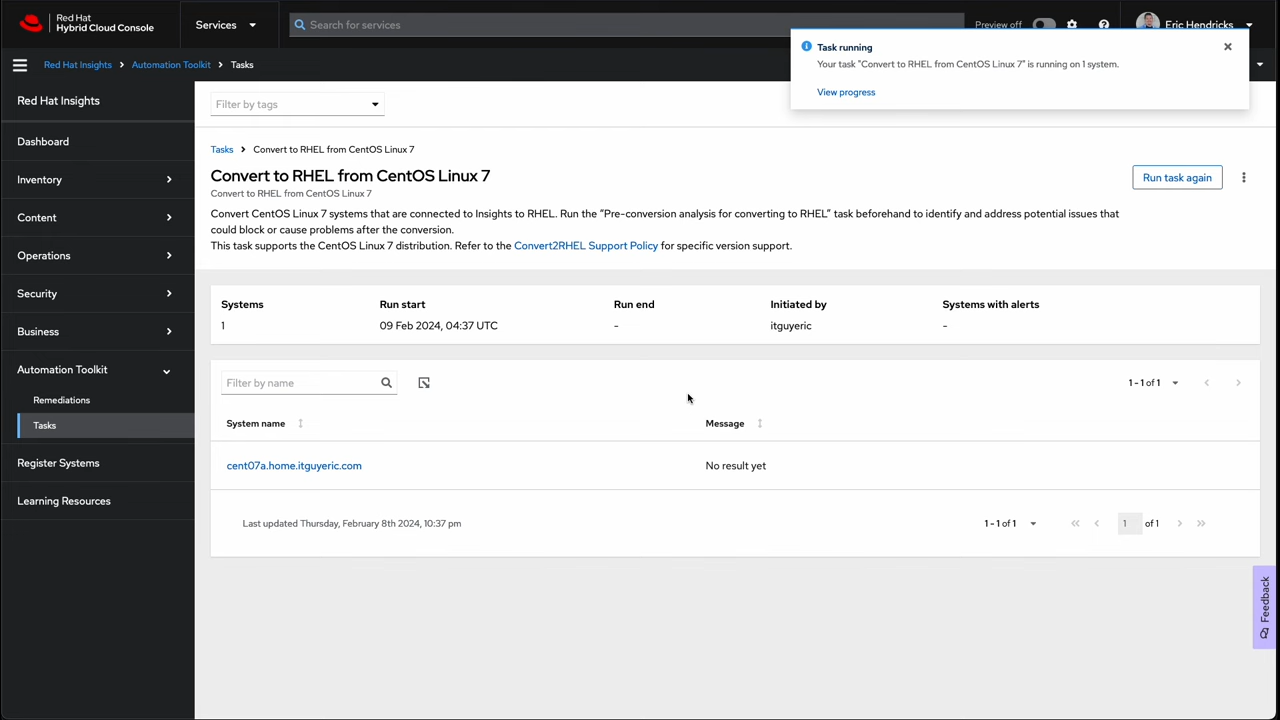 Red Hat
Hybrid Cloud Console
Services
Search for services
Preview off
Eric Hendricks
Task running
Your task "Convert to RHEL from CentOS Linux 7" is running on 1 system.
View progress
Red Hat Insights
Automation Toolkit
Tasks
Red Hat Insights
Dashboard
Inventory
Content
Operations
Security
Business
Automation Toolkit
Remediations
Tasks
Register Systems
Learning Resources
Filter by tags
Tasks
Convert to RHEL from CentOS Linux 7
Convert to RHEL from CentOS Linux 7
Run task again
Convert to RHEL from CentOS Linux 7
Convert CentOS Linux 7 systems that are connected to Insights to RHEL. Run the "Pre-conversion analysis for converting to RHEL” task beforehand to identify and address potential issues that
could block or cause problems after the conversion.
This task supports the CentOS Linux 7 distribution. Refer to the Convert2RHEL Support Policy for specific version support.
Systems Run start Run end Initiated by Systems with alerts
1 09 Feb 2024, 04:37 UTC - itguyeric -
Filter by name
1 - 1 of 1
System name Message
cent07a.home.itguyeric.com No result yet
Last updated Thursday, February 8th 2024, 10:37 pm
1 - 1 of 1
1 of 1
Feedback